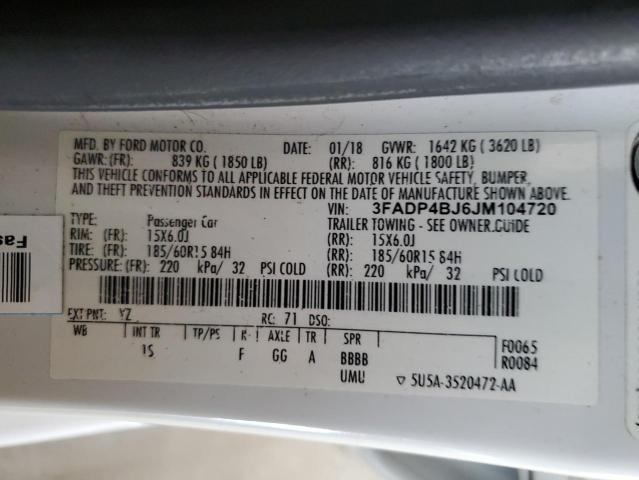 MFD. BY FORD MOTOR CO. DATE: 01/18 GVWR: 1642 KG ( 3620 LB)
GAWR: (FR): 839 KG ( 1850 LB) (RR): 816 KG ( 1800 LB)
THIS VEHICLE CONFORMS TO ALL APPLICABLE FEDERAL MOTOR VEHICLE SAFETY, BUMPER,
AND THEFT PREVENTION STANDARDS IN EFFECT ON THE DATE OF MANUFACTURE SHOWN ABOVE.
VIN: 3FADP4BJ6JM104720
TYPE: Passenger Car TRAILER TOWING - SEE OWNER GUIDE
RIM: (FR): 15X6.0J (RR): 15X6.0J
TIRE: (FR): 185/60R15 84H (RR): 185/60R15 84H
PRESSURE: (FR): 220 kPa/ 32 PSI COLD (RR): 220 kPa/ 32 PSI COLD
EXT PNT: YZ RC: 71 DSO:
WB INT TR TP/PS R AXLE TR SPR F0065
1S F GG A BBBB R0084
UMU 5U5A-3520472-AA
Fas